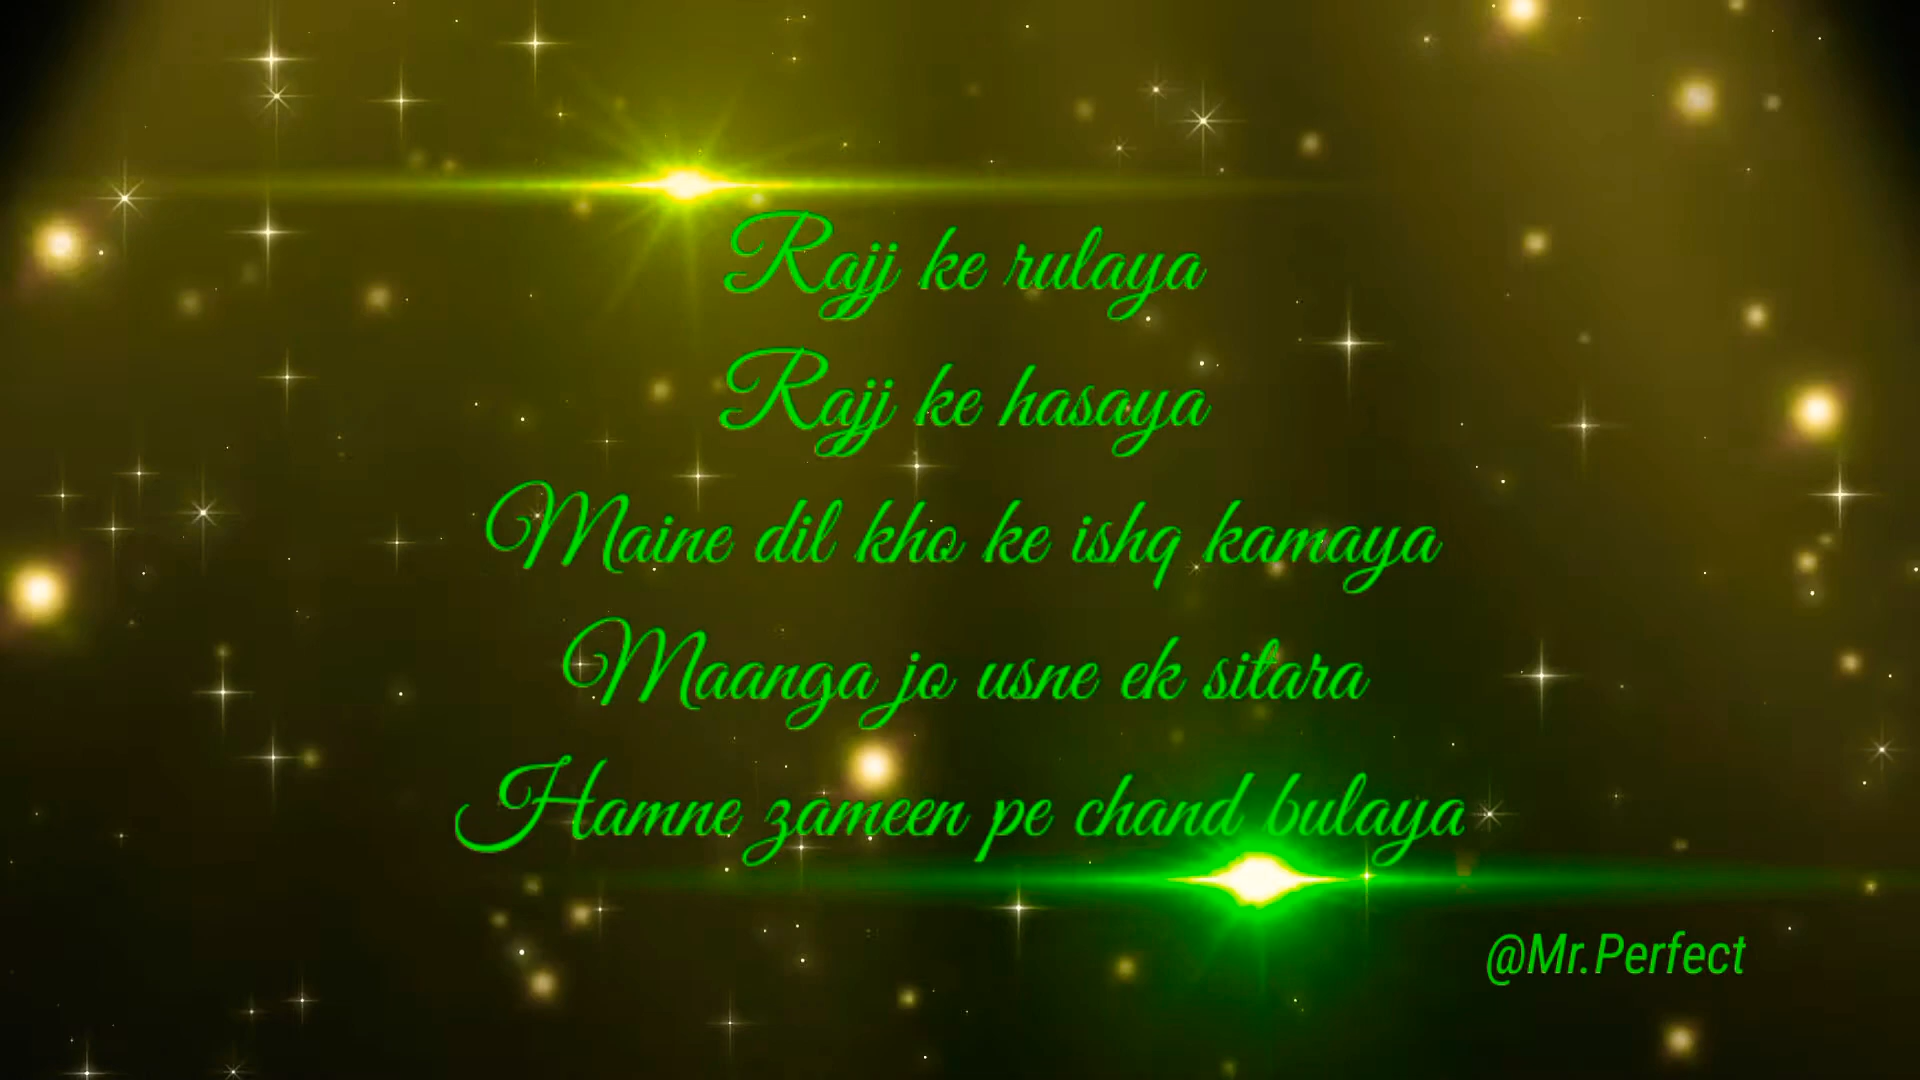 Rajj ke rulaya
Rajj ke hasaya
Maine dil kho ke ishq kamaya
Maanga jo usne ek sitara
Hamne zameen pe chand bulaya
@Mr.Perfect